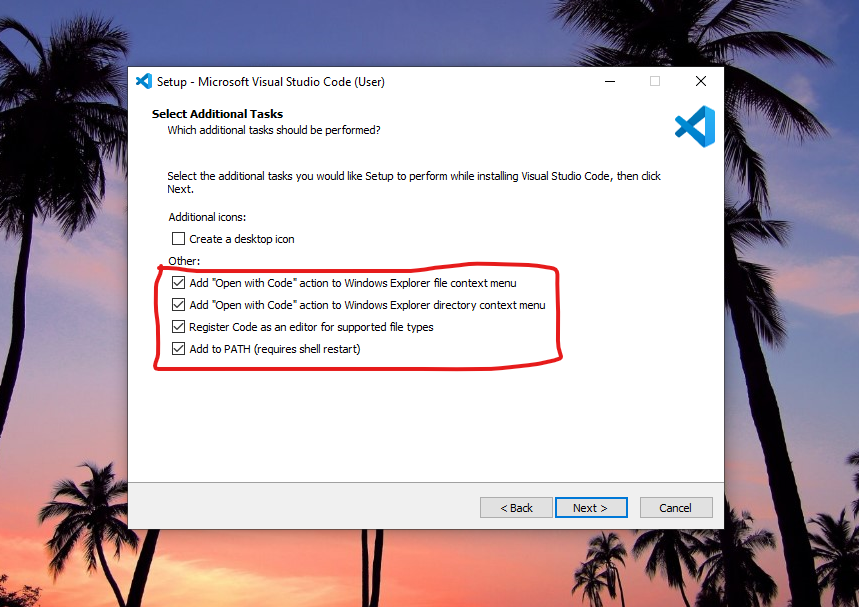 Setup - Microsoft Visual Studio Code (User)
Select Additional Tasks
Which additional tasks should be performed?
Select the additional tasks you would like Setup to perform while installing Visual Studio Code, then click
Next.
Additional icons:
Create a desktop icon
Other:
Add "Open with Code" action to Windows Explorer file context menu
Add "Open with Code" action to Windows Explorer directory context menu
Register Code as an editor for supported file types
Add to PATH (requires shell restart)
< Back
Next >
Cancel